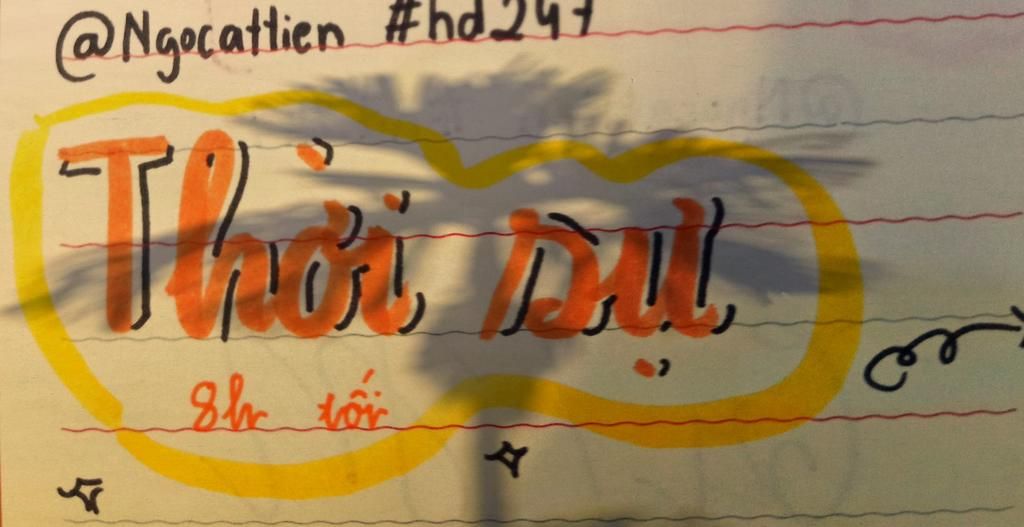 @Ngocattien #hd247
Thời sự
8h tối